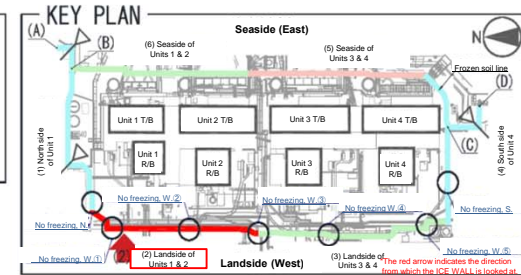 KEY PLAN
N
Seaside (East)
(A)
(B)
(6) Seaside of
Units 1 & 2
(5) Seaside of
Units 3 & 4
Frozen soil line
(D)
(C)
(1) North side
of Unit 1
(4) South side
of Unit 4
Unit 1 T/B
Unit 2 T/B
Unit 3 T/B
Unit 4 T/B
Unit 1
R/B
Unit 2
R/B
Unit 3
R/B
Unit 4
R/B
No freezing, N.
No freezing, W.①
No freezing, W.②
No freezing, W.③
No freezing, W.④
No freezing, W.⑤
No freezing, S.
(2)
(2) Landside of
Units 1 & 2
Landside (West)
(3) Landside of
Units 3 & 4
The red arrow indicates the direction
from which the ICE WALL is looked at.